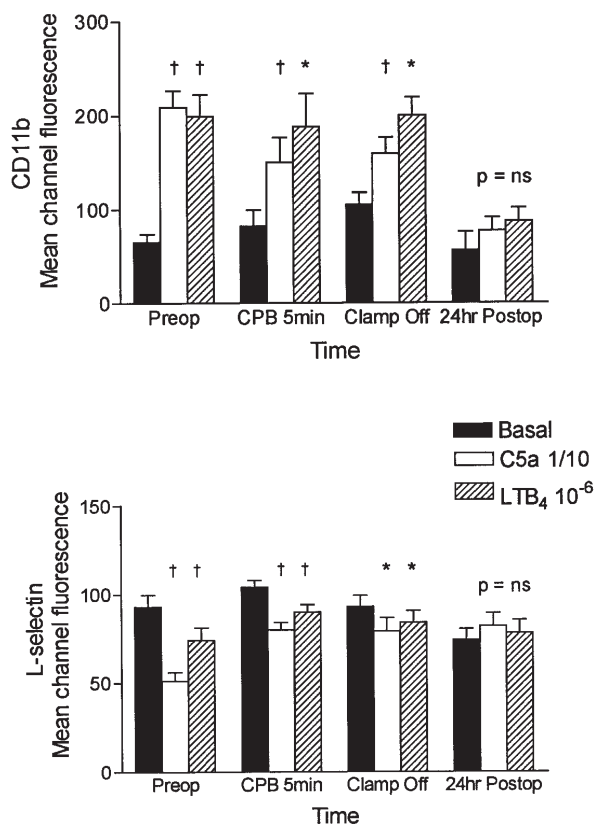 CD11b
Mean channel fluorescence
300
200
100
0
† † † * † *
p = ns
Preop CPB 5min Clamp Off 24hr Postop
Time
Basal
C5a 1/10
LTB₄ 10⁻⁶
L-selectin
Mean channel fluorescence
150
100
50
0
† † † † * *
p = ns
Preop CPB 5min Clamp Off 24hr Postop
Time